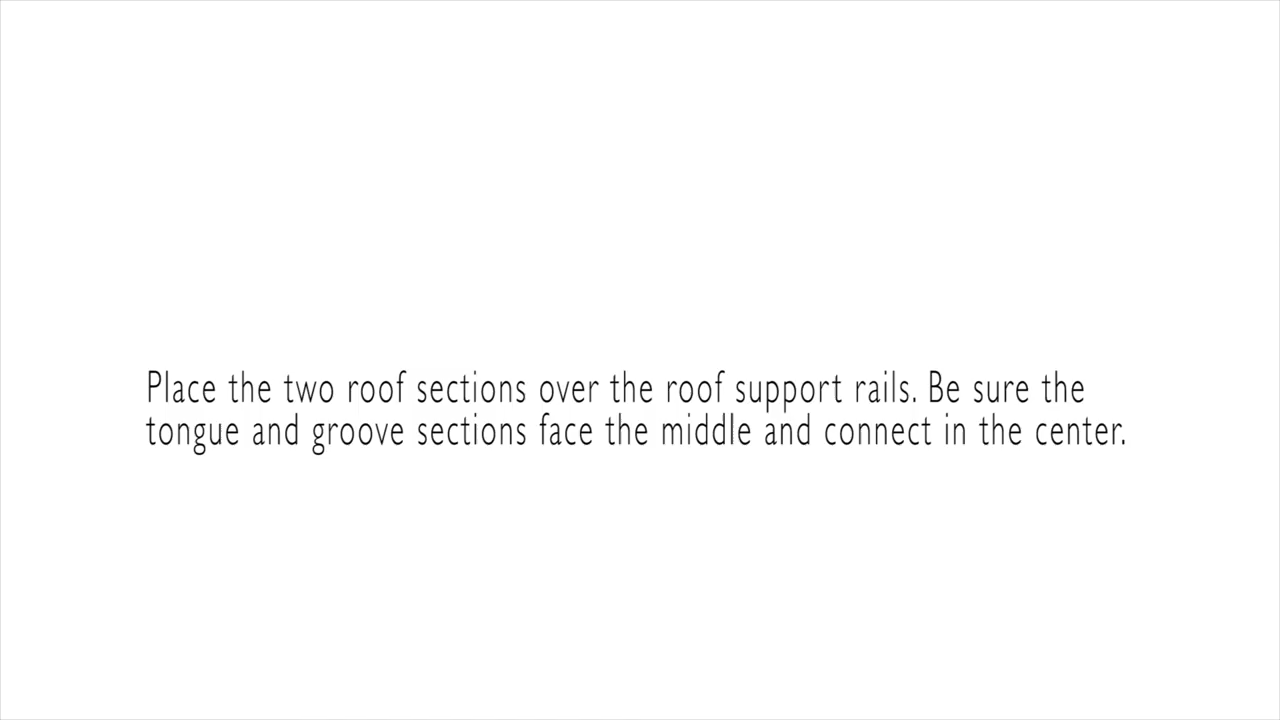 Place the two roof sections over the roof support rails. Be sure the
tongue and groove sections face the middle and connect in the center.